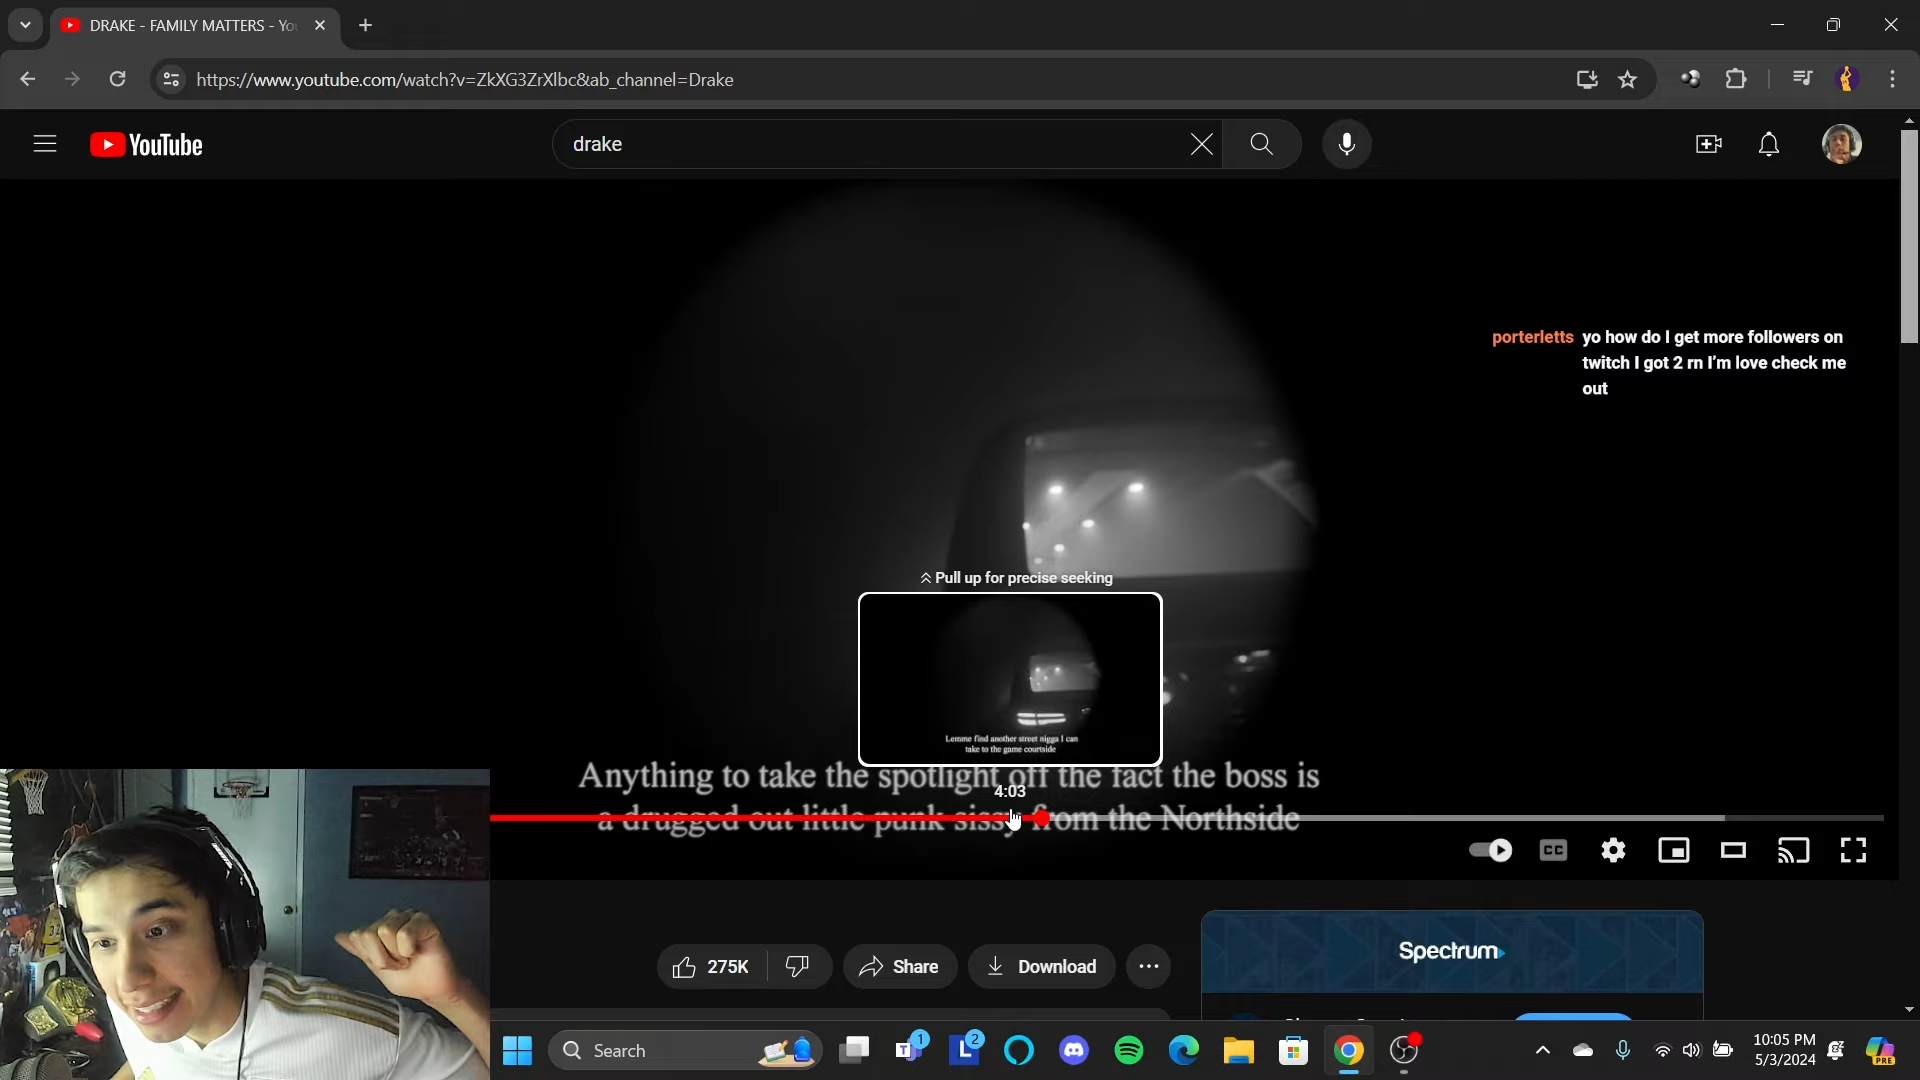 DRAKE - FAMILY MATTERS - Yo
https://www.youtube.com/watch?v=ZkXG3ZrXlbc&ab_channel=Drake
YouTube
drake
porterletts yo how do I get more followers on
twitch I got 2 rn I'm love check me
out
Pull up for precise seeking
Lemme find another street nigga I can
take to the game courtside
Anything to take the spotlight off the fact the boss is
4:03
a drugged out little punk sissy from the Northside
CC
275K
Share
Download
Spectrum
Search
1
2
10:05 PM
5/3/2024
PRE